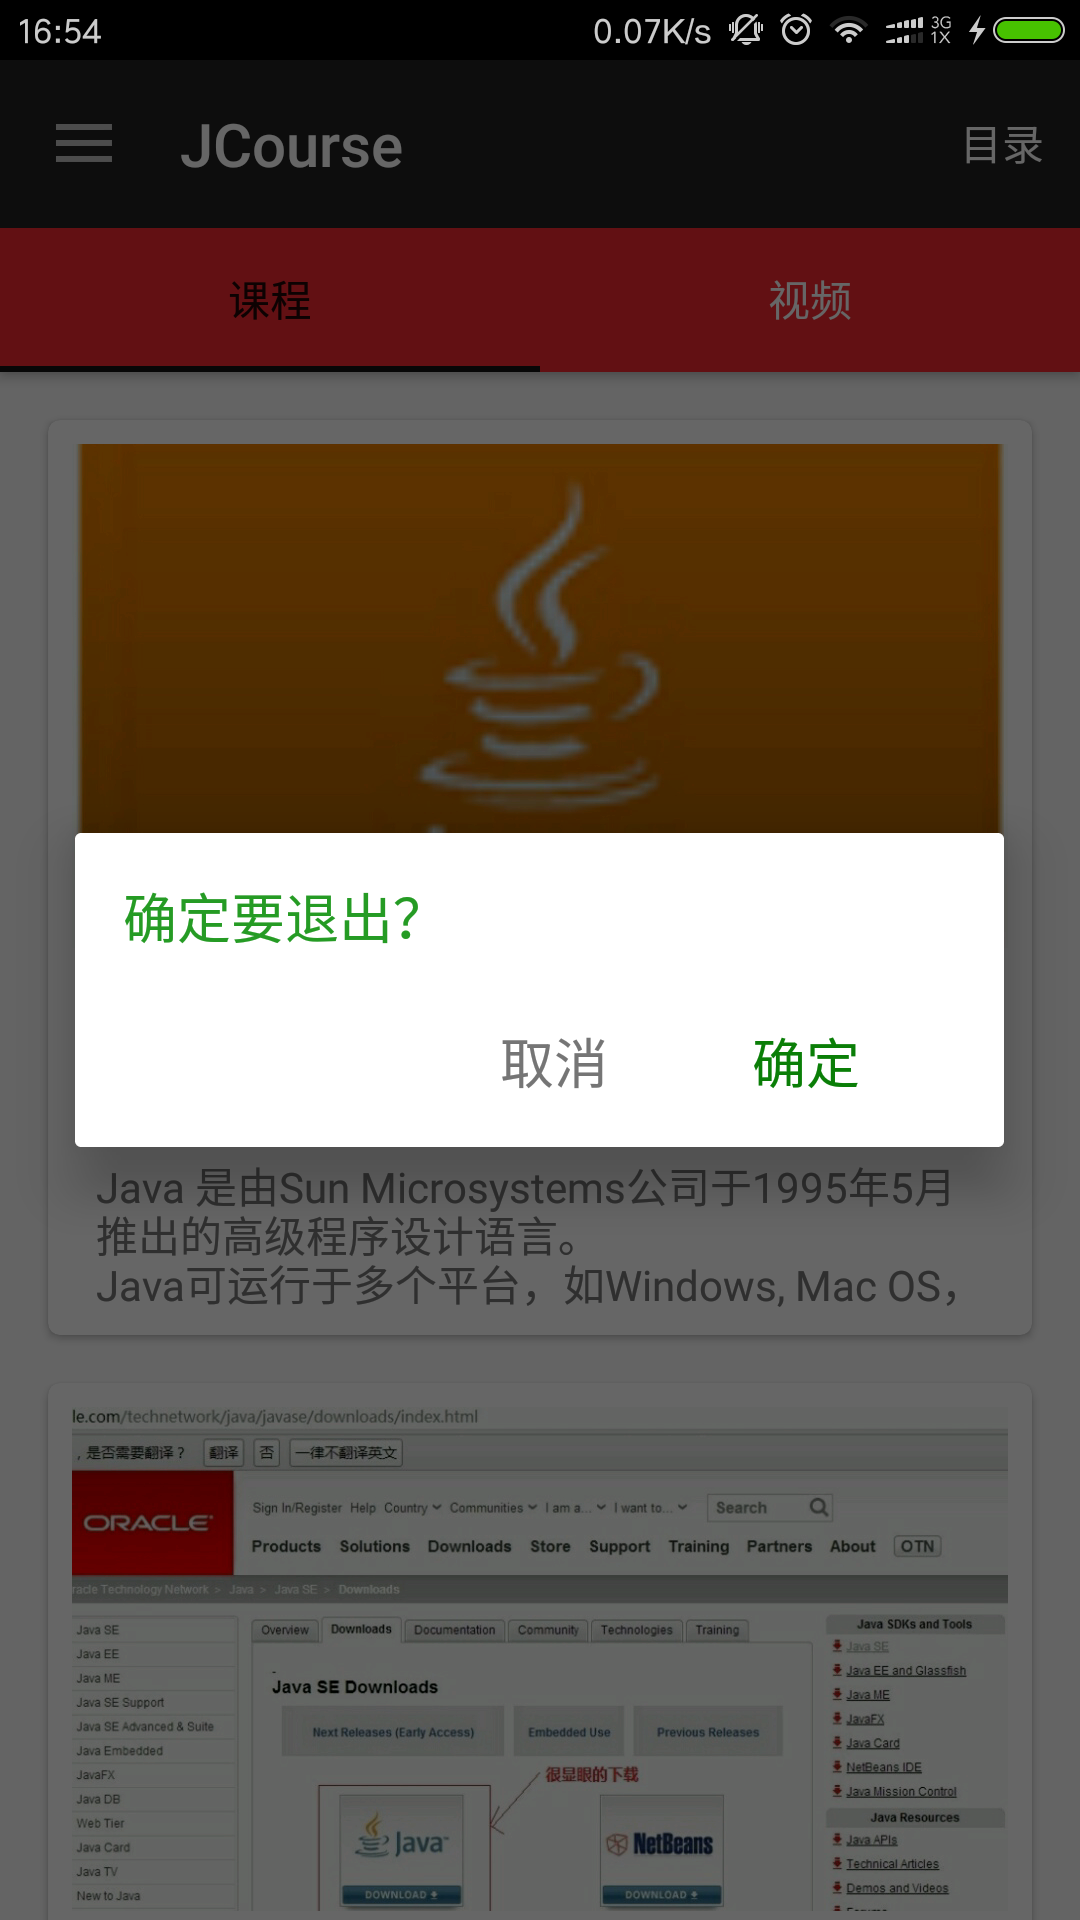 16:54
0.07K/s
3G
1X
JCourse
目录
课程
视频
确定要退出？
取消
确定
Java 是由Sun Microsystems公司于1995年5月
推出的高级程序设计语言。
Java可运行于多个平台，如Windows, Mac OS，
le.com/technetwork/java/javase/downloads/index.html
，是否需要翻译？ 翻译 否 一律不翻译英文
Sign In/Register Help Country Communities I am a... I want to... Search
ORACLE
Products Solutions Downloads Store Support Training Partners About OTN
racle Technology Network > Java > Java SE > Downloads
Java SE
Java EE
Java ME
Java SE Support
Java SE Advanced & Suite
Java Embedded
JavaFX
Java DB
Web Tier
Java Card
Java TV
New to Java
Overview Downloads Documentation Community Technologies Training
Java SE Downloads
Next Releases (Early Access) Embedded Use Previous Releases
很显眼的下载
Java
DOWNLOAD
NetBeans
DOWNLOAD
Java SDKs and Tools
Java SE
Java EE and Glassfish
Java ME
JavaFX
Java Card
NetBeans IDE
Java Mission Control
Java Resources
Java APIs
Technical Articles
Demos and Videos